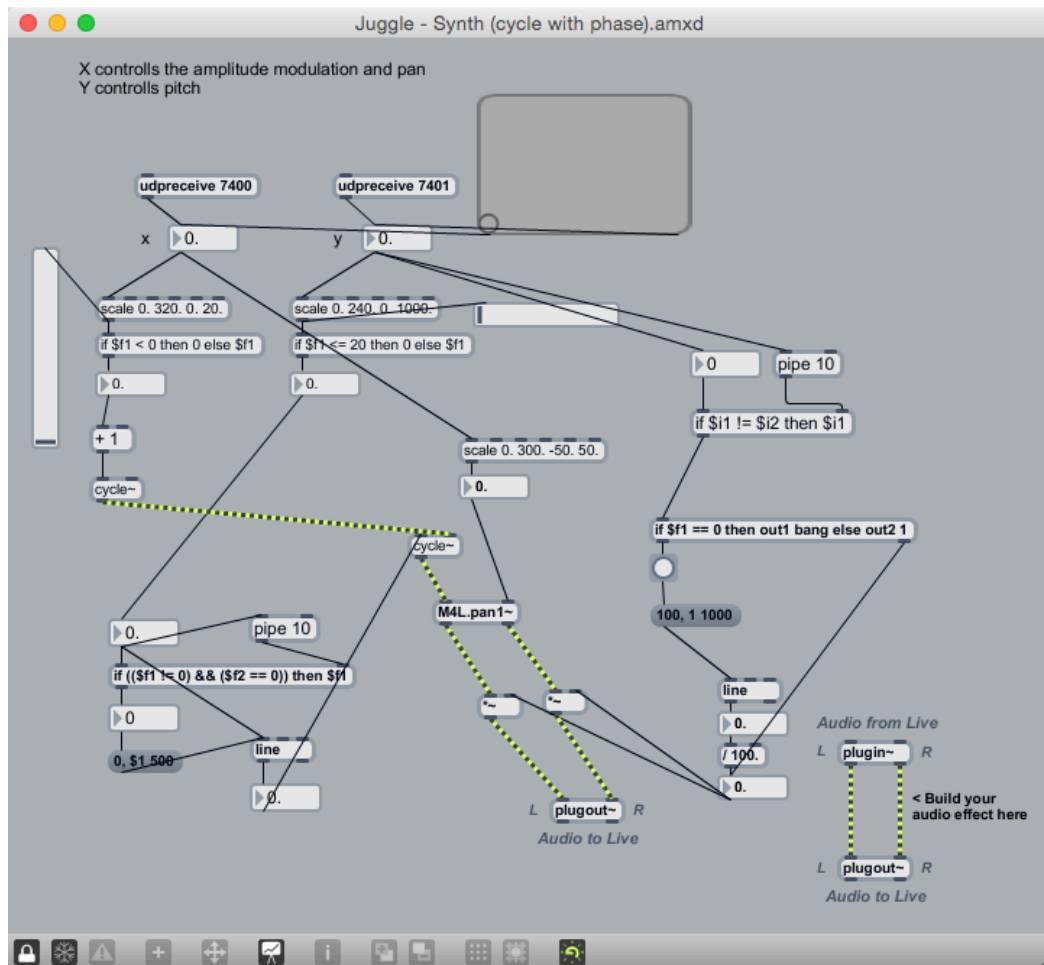 Juggle - Synth (cycle with phase).amxd
X controlls the amplitude modulation and pan
Y controlls pitch
udpreceive 7400
udpreceive 7401
x
0.
y
0.
scale 0. 320. 0. 20.
scale 0. 240. 0. 1000.
if $f1 < 0 then 0 else $f1
if $f1 <= 20 then 0 else $f1
0
pipe 10
0.
0.
if $i1 != $i2 then $i1
+ 1
scale 0. 300. -50. 50.
cycle~
0.
if $f1 == 0 then out1 bang else out2 1
cycle~
M4L.pan1~
100, 1 1000
0.
pipe 10
if (($f1 != 0) && ($f2 == 0)) then $f1
line
*~
*~
0
0.
Audio from Live
line
0, $1 500
/ 100.
L
plugin~
R
0.
0.
< Build your
audio effect here
L
plugout~
R
Audio to Live
L
plugout~
R
Audio to Live